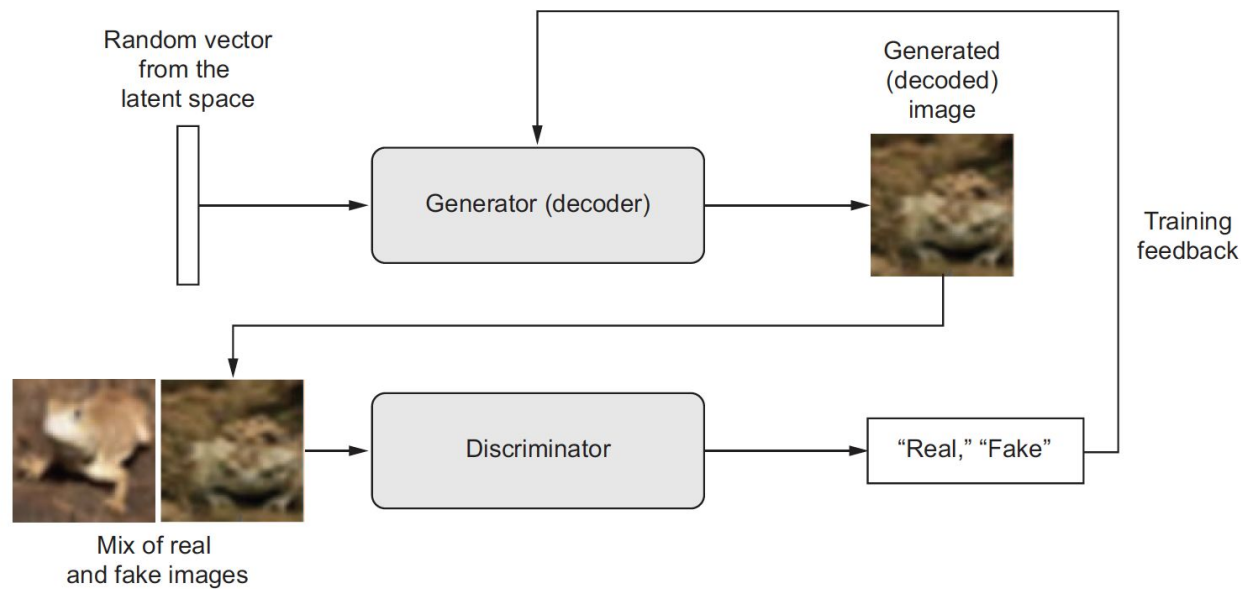 Random vector
from the
latent space
Generator (decoder)
Generated
(decoded)
image
Training
feedback
Mix of real
and fake images
Discriminator
“Real,” “Fake”